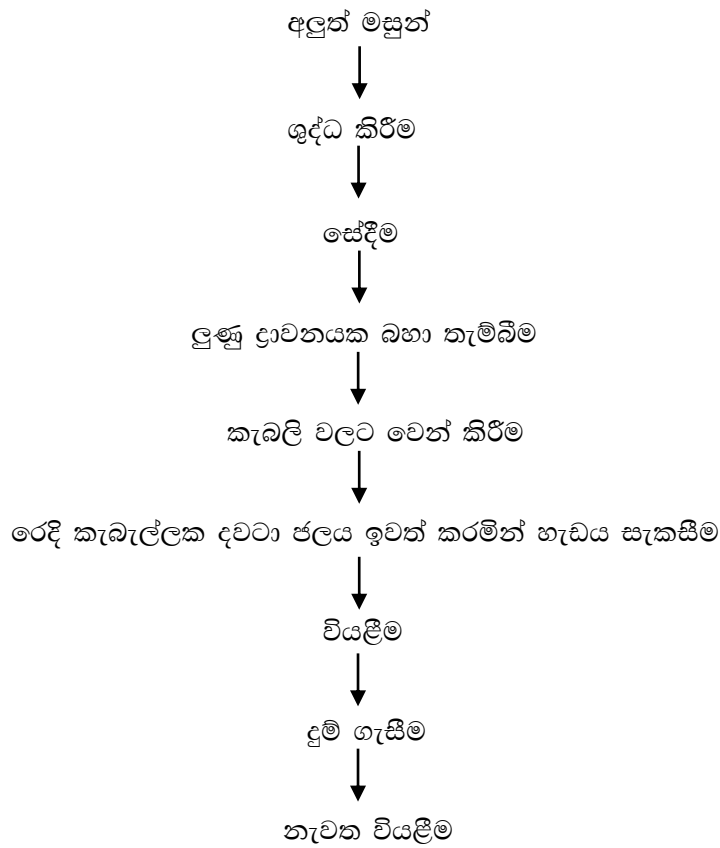 අලුත් මසුන්
ශුද්ධ කිරීම
සේදීම
ලුණු ද්‍රාවනයක බහා තැම්බීම
කැබලි වලට වෙන් කිරීම
රෙදි කැබැල්ලක දවටා ජලය ඉවත් කරමින් හැඩය සැකසීම
වියළීම
දුම් ගැසීම
නැවත වියළීම